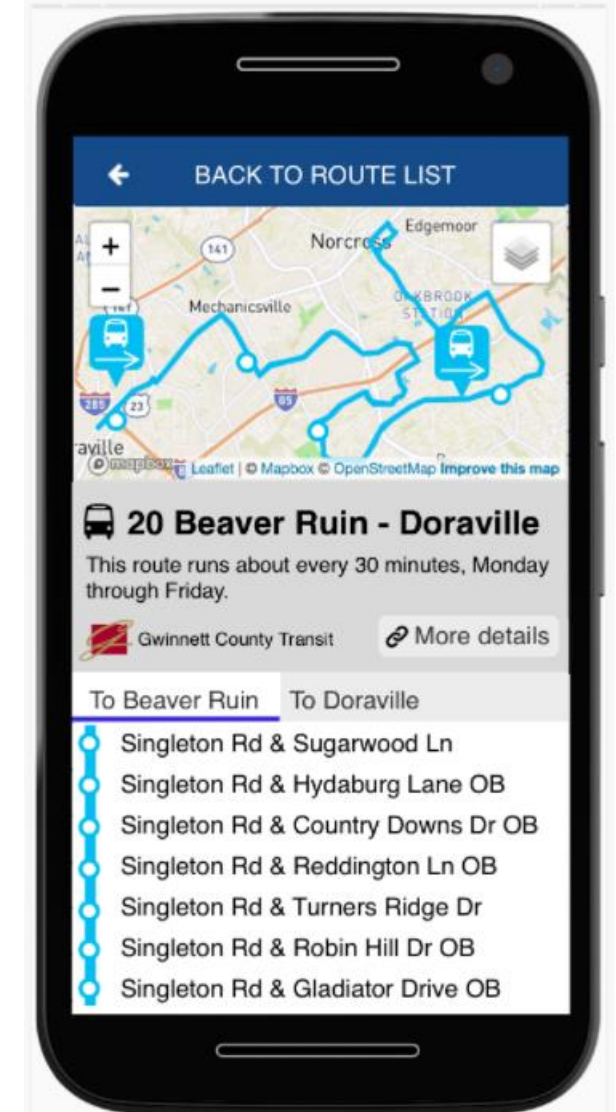 BACK TO ROUTE LIST
+
−
141
Norcross
Edgemoor
OAKBROOK
STATION
Mechanicsville
285
23
85
raville
mapbox
Leaflet | © Mapbox © OpenStreetMap Improve this map
20 Beaver Ruin - Doraville
This route runs about every 30 minutes, Monday
through Friday.
Gwinnett County Transit
More details
To Beaver Ruin
To Doraville
Singleton Rd & Sugarwood Ln
Singleton Rd & Hydaburg Lane OB
Singleton Rd & Country Downs Dr OB
Singleton Rd & Reddington Ln OB
Singleton Rd & Turners Ridge Dr
Singleton Rd & Robin Hill Dr OB
Singleton Rd & Gladiator Drive OB